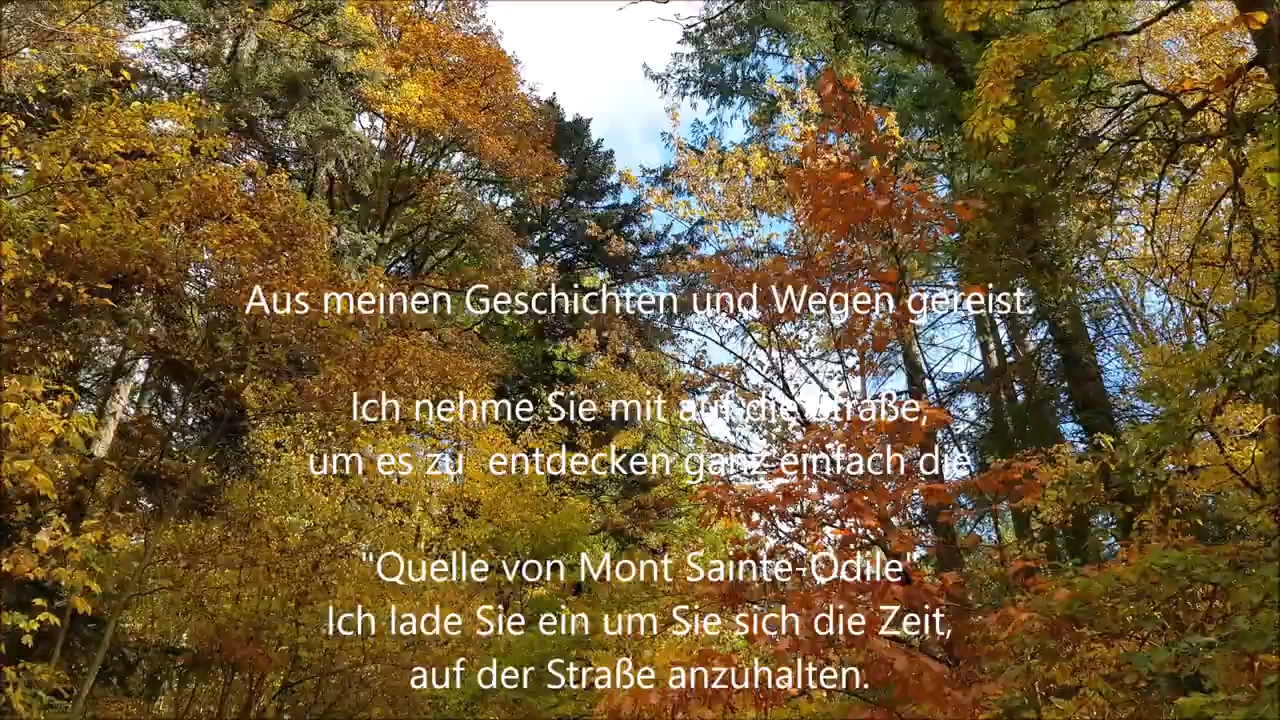 Aus meinen Geschichten und Wegen gereist.
Ich nehme Sie mit auf die Straße,
um es zu  entdecken ganz einfach die
"Quelle von Mont Sainte-Odile"
Ich lade Sie ein um Sie sich die Zeit,
auf der Straße anzuhalten.